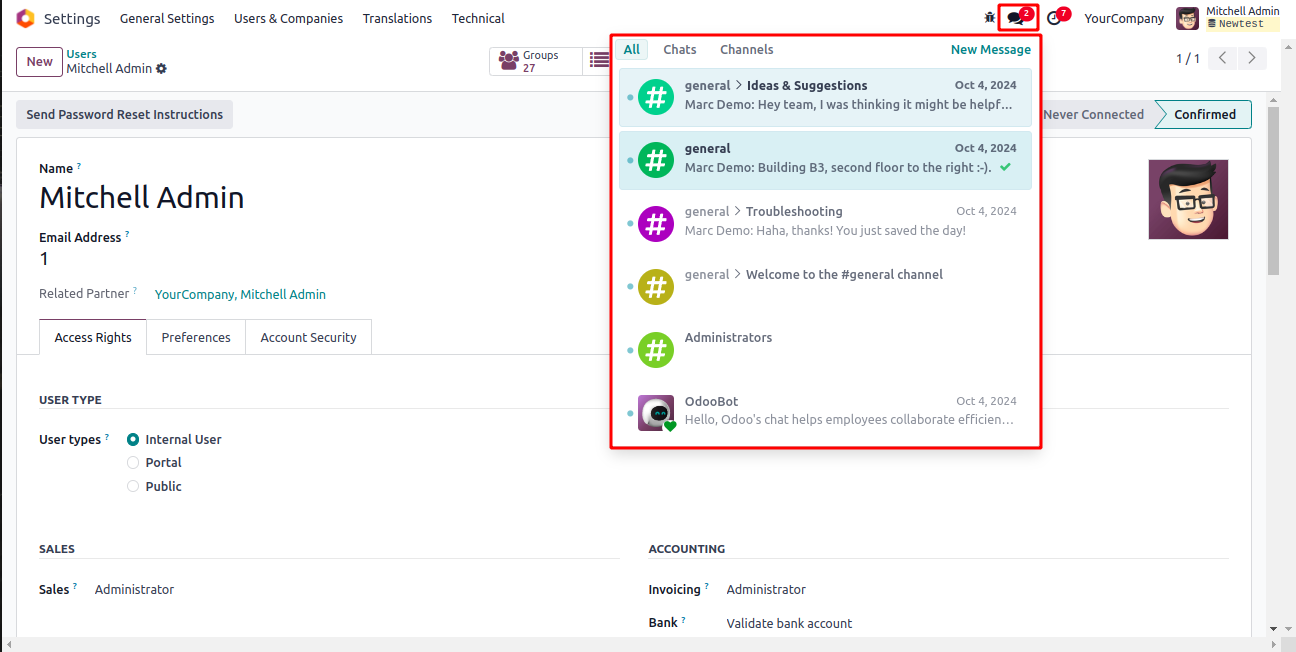 Settings General Settings Users & Companies Translations Technical 2 7 YourCompany Mitchell Admin
Newtest
New Users
Mitchell Admin
Groups
27
1 / 1
All Chats Channels New Message
general > Ideas & Suggestions Oct 4, 2024
Marc Demo: Hey team, I was thinking it might be helpf...
general Oct 4, 2024
Marc Demo: Building B3, second floor to the right :-).
general > Troubleshooting Oct 4, 2024
Marc Demo: Haha, thanks! You just saved the day!
general > Welcome to the #general channel
Administrators
OdooBot Oct 4, 2024
Hello, Odoo's chat helps employees collaborate efficien...
Send Password Reset Instructions Never Connected Confirmed
Name ?
Mitchell Admin
Email Address ?
1
Related Partner ? YourCompany, Mitchell Admin
Access Rights Preferences Account Security
USER TYPE
User types ? Internal User
Portal
Public
SALES
Sales ? Administrator
ACCOUNTING
Invoicing ? Administrator
Bank ? Validate bank account